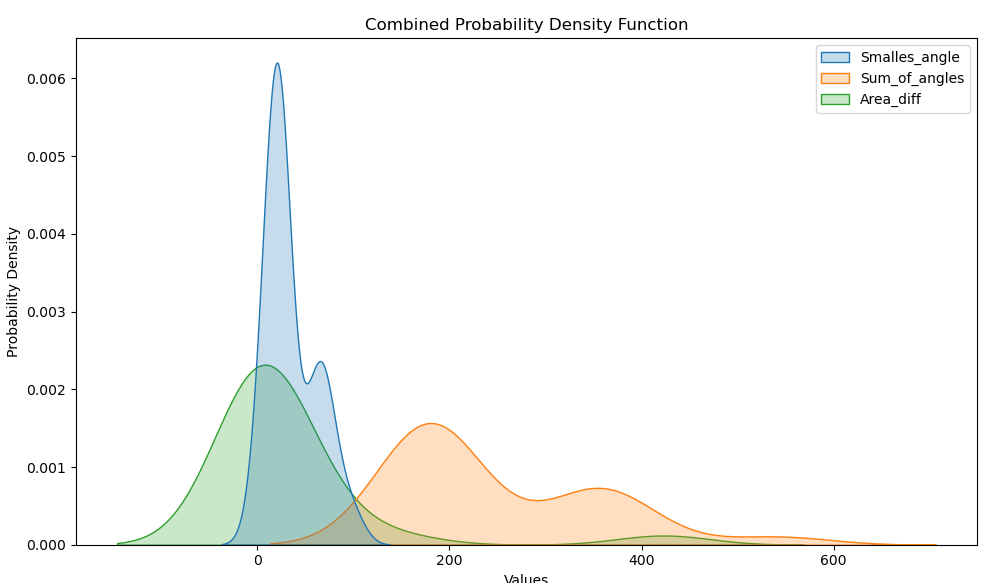 Combined Probability Density Function
Smalles_angle
Sum_of_angles
Area_diff
Probability Density
0.006
0.005
0.004
0.003
0.002
0.001
0.000
0
200
400
600
Values